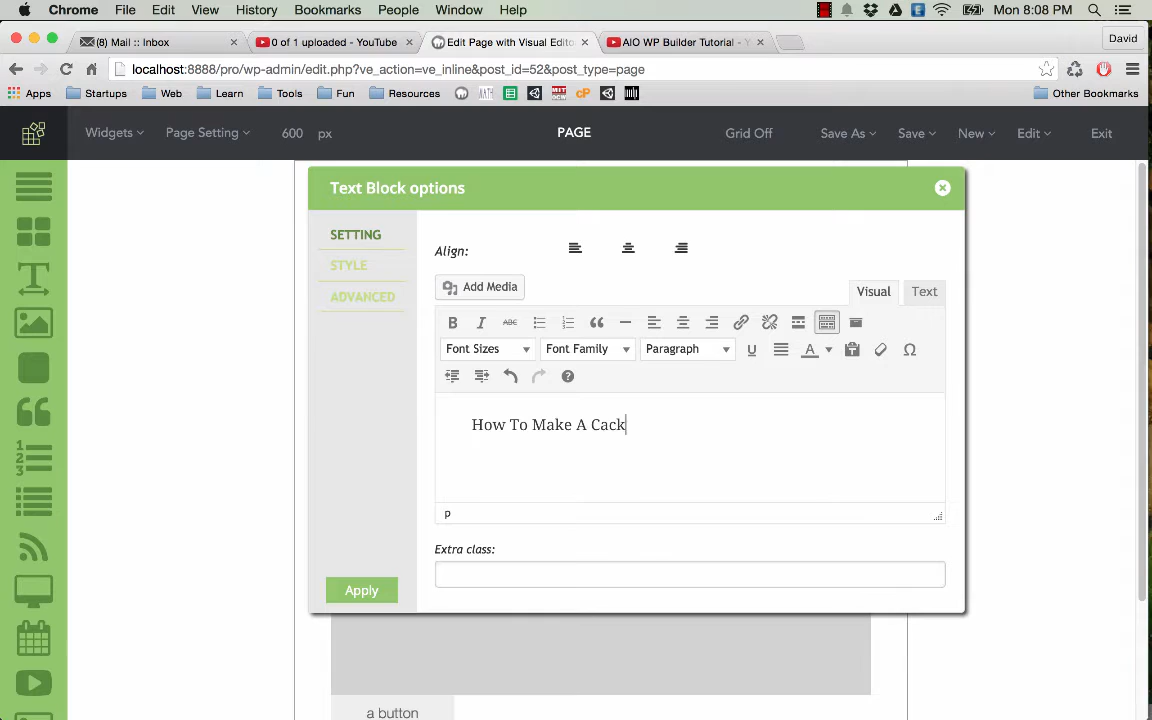 Chrome File Edit View History Bookmarks People Window Help Mon 8:08 PM
(8) Mail :: Inbox 0 of 1 uploaded - YouTube Edit Page with Visual Edito AIO WP Builder Tutorial - Y David
localhost:8888/pro/wp-admin/edit.php?ve_action=ve_inline&post_id=52&post_type=page
Apps Startups Web Learn Tools Fun Resources Other Bookmarks
Widgets Page Setting 600 px PAGE Grid Off Save As Save New Edit Exit
Text Block options
SETTING
STYLE
ADVANCED
Align:
Add Media
Visual Text
B I ABC
Font Sizes Font Family Paragraph U A Ω
How To Make A Cack
p
Extra class:
Apply
a button